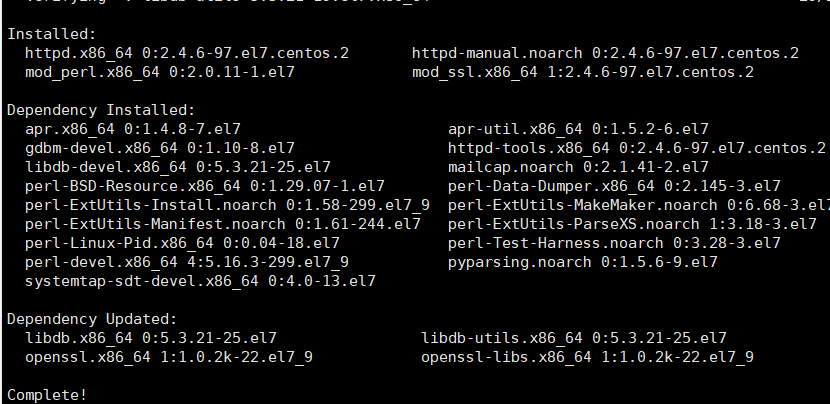 Installed:
httpd.x86_64 0:2.4.6-97.el7.centos.2 httpd-manual.noarch 0:2.4.6-97.el7.centos.2
mod_perl.x86_64 0:2.0.11-1.el7 mod_ssl.x86_64 1:2.4.6-97.el7.centos.2
Dependency Installed:
apr.x86_64 0:1.4.8-7.el7 apr-util.x86_64 0:1.5.2-6.el7
gdbm-devel.x86_64 0:1.10-8.el7 httpd-tools.x86_64 0:2.4.6-97.el7.centos.2
libdb-devel.x86_64 0:5.3.21-25.el7 mailcap.noarch 0:2.1.41-2.el7
perl-BSD-Resource.x86_64 0:1.29.07-1.el7 perl-Data-Dumper.x86_64 0:2.145-3.el7
perl-ExtUtils-Install.noarch 0:1.58-299.el7_9 perl-ExtUtils-MakeMaker.noarch 0:6.68-3.el7
perl-ExtUtils-Manifest.noarch 0:1.61-244.el7 perl-ExtUtils-ParseXS.noarch 1:3.18-3.el7
perl-Linux-Pid.x86_64 0:0.04-18.el7 perl-Test-Harness.noarch 0:3.28-3.el7
perl-devel.x86_64 4:5.16.3-299.el7_9 pyparsing.noarch 0:1.5.6-9.el7
systemtap-sdt-devel.x86_64 0:4.0-13.el7
Dependency Updated:
libdb.x86_64 0:5.3.21-25.el7 libdb-utils.x86_64 0:5.3.21-25.el7
openssl.x86_64 1:1.0.2k-22.el7_9 openssl-libs.x86_64 1:1.0.2k-22.el7_9
Complete!